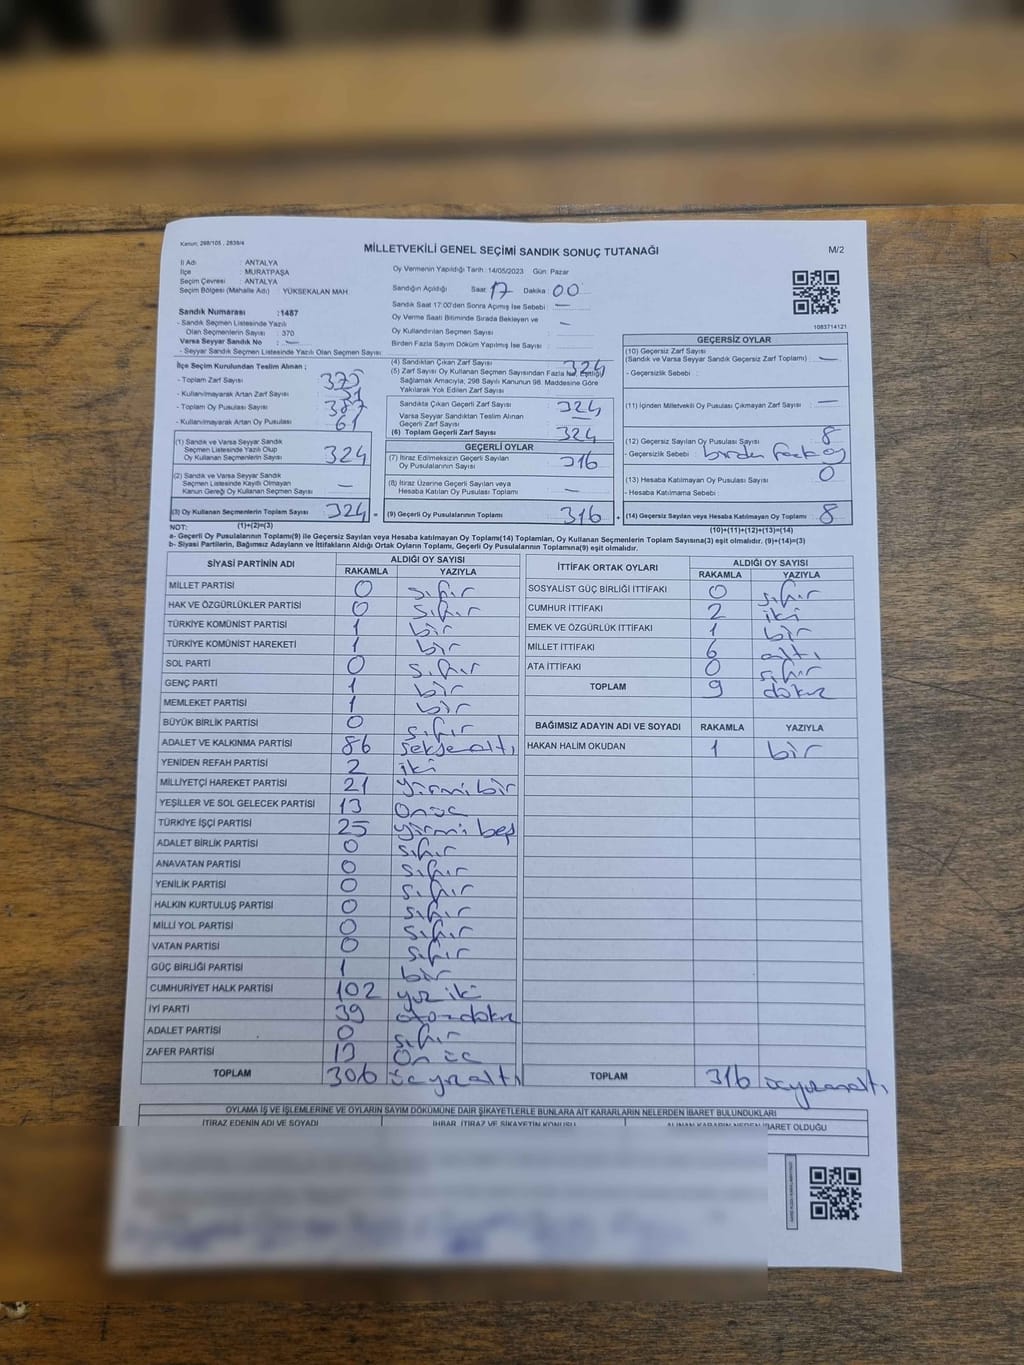 Kanun: 298/105 , 2839/4
MİLLETVEKİLİ GENEL SEÇİMİ SANDIK SONUÇ TUTANAĞI
M/2
İl Adı : ANTALYA
İlçe : MURATPAŞA
Seçim Çevresi : ANTALYA
Seçim Bölgesi (Mahalle Adı) : YÜKSEKALAN MAH.
Sandık Numarası :1487
- Sandık Seçmen Listesinde Yazılı
Olan Seçmenlerin Sayısı : 370
Varsa Seyyar Sandık No : —
- Seyyar Sandık Seçmen Listesinde Yazılı Olan Seçmen Sayısı:
Oy Vermenin Yapıldığı Tarih : 14/05/2023 Gün: Pazar
Sandığın Açıldığı Saat 17 Dakika 00
Sandık Saat 17:00'den Sonra Açımış İse Sebebi : —
Oy Verme Saati Bitiminde Sırada Bekleyen ve
Oy Kullandırılan Seçmen Sayısı : —
Birden Fazla Sayım Dökümü Yapılmış İse Sayısı :
1083714121
İlçe Seçim Kurulundan Teslim Alınan ;
- Toplam Zarf Sayısı : 375
- Kullanılmayarak Artan Zarf Sayısı : 51
- Toplam Oy Pusulası Sayısı : 387
- Kullanılmayarak Artan Oy Pusulası : 61
(1) Sandık ve Varsa Seyyar Sandık
Seçmen Listesinde Yazılı Olup
Oy Kullanan Seçmenlerin Sayısı : 324
(2) Sandık ve Varsa Seyyar Sandık
Seçmen Listesinde Kayıtlı Olmayan
Kanun Gereği Oy Kullanan Seçmen Sayısı : —
(3) Oy Kullanan Seçmenlerin Toplam Sayısı : 324 =
(1)+(2)=(3)
(4) Sandıktan Çıkan Zarf Sayısı : 324
(5) Zarf Sayısı Oy Kullanan Seçmen Sayısından Fazla İse, Eşitliği
Sağlamak Amacıyla, 298 Sayılı Kanunun 98. Maddesine Göre
Yakılarak Yok Edilen Zarf Sayısı :
Sandıkta Çıkan Geçerli Zarf Sayısı : 324
Varsa Seyyar Sandıktan Teslim Alınan
Geçerli Zarf Sayısı : —
(6) Toplam Geçerli Zarf Sayısı : 324
GEÇERLİ OYLAR
(7) İtiraz Edilmeksizin Geçerli Sayılan
Oy Pusulalarının Sayısı : 316
(8) İtiraz Üzerine Geçerli Sayılan veya
Hesaba Katılan Oy Pusulası Toplamı : —
(9) Geçerli Oy Pusulalarının Toplamı : 316 +
GEÇERSİZ OYLAR
(10) Geçersiz Zarf Sayısı
(Sandık ve Varsa Seyyar Sandık Geçersiz Zarf Toplamı) : —
- Geçersizlik Sebebi :
(11) İçinden Milletvekili Oy Pusulası Çıkmayan Zarf Sayısı : —
(12) Geçersiz Sayılan Oy Pusulası Sayısı : 8
- Geçersizlik Sebebi : birden fazla oy
(13) Hesaba Katılmayan Oy Pusulası Sayısı : 0
- Hesaba Katılmama Sebebi :
(14) Geçersiz Sayılan veya Hesaba Katılmayan Oy Toplamı : 8
(10)+(11)+(12)+(13)=(14)
NOT:
a- Geçerli Oy Pusulalarının Toplamı(9) ile Geçersiz Sayılan veya Hesaba katılmayan Oy Toplamı(14) Toplamları, Oy Kullanan Seçmenlerin Toplam Sayısına(3) eşit olmalıdır. (9)+(14)=(3)
b- Siyasi Partilerin, Bağımsız Adayların ve İttifakların Aldığı Ortak Oyların Toplamı, Geçerli Oy Pusulalarının Toplamına(9) eşit olmalıdır.
SİYASİ PARTİNİN ADI ALDIĞI OY SAYISI
RAKAMLA YAZIYLA
MİLLET PARTİSİ 0 sıfır
HAK VE ÖZGÜRLÜKLER PARTİSİ 0 sıfır
TÜRKİYE KOMÜNİST PARTİSİ 1 bir
TÜRKİYE KOMÜNİST HAREKETİ 1 bir
SOL PARTİ 0 sıfır
GENÇ PARTİ 1 bir
MEMLEKET PARTİSİ 1 bir
BÜYÜK BİRLİK PARTİSİ 0 sıfır
ADALET VE KALKINMA PARTİSİ 86 seksenaltı
YENİDEN REFAH PARTİSİ 2 iki
MİLLİYETÇİ HAREKET PARTİSİ 21 yirmi bir
YEŞİLLER VE SOL GELECEK PARTİSİ 13 Onüç
TÜRKİYE İŞÇİ PARTİSİ 25 yirmi beş
ADALET BİRLİK PARTİSİ 0 sıfır
ANAVATAN PARTİSİ 0 sıfır
YENİLİK PARTİSİ 0 sıfır
HALKIN KURTULUŞ PARTİSİ 0 sıfır
MİLLİ YOL PARTİSİ 0 sıfır
VATAN PARTİSİ 0 sıfır
GÜÇ BİRLİĞİ PARTİSİ 1 bir
CUMHURİYET HALK PARTİSİ 102 yüz iki
İYİ PARTİ 39 otuzdokuz
ADALET PARTİSİ 0 sıfır
ZAFER PARTİSİ 13 On üç
TOPLAM 306 üçyüzaltı
İTTİFAK ORTAK OYLARI ALDIĞI OY SAYISI
RAKAMLA YAZIYLA
SOSYALİST GÜÇ BİRLİĞİ İTTİFAKI 0 sıfır
CUMHUR İTTİFAKI 2 iki
EMEK VE ÖZGÜRLÜK İTTİFAKI 1 bir
MİLLET İTTİFAKI 6 altı
ATA İTTİFAKI 0 sıfır
TOPLAM 9 dokuz
BAĞIMSIZ ADAYIN ADI VE SOYADI RAKAMLA YAZIYLA
HAKAN HALİM OKUDAN 1 bir
TOPLAM 316 üçyüzonaltı
OYLAMA İŞ VE İŞLEMLERİNE VE OYLARIN SAYIM DÖKÜMÜNE DAİR ŞİKAYETLERLE BUNLARA AİT KARARLARIN NELERDEN İBARET BULUNDUKLARI
İTİRAZ EDENİN ADI VE SOYADI İHBAR, İTİRAZ VE ŞİKAYETİN KONUSU ALINAN KARARIN NEDEN İBARET OLDUĞU